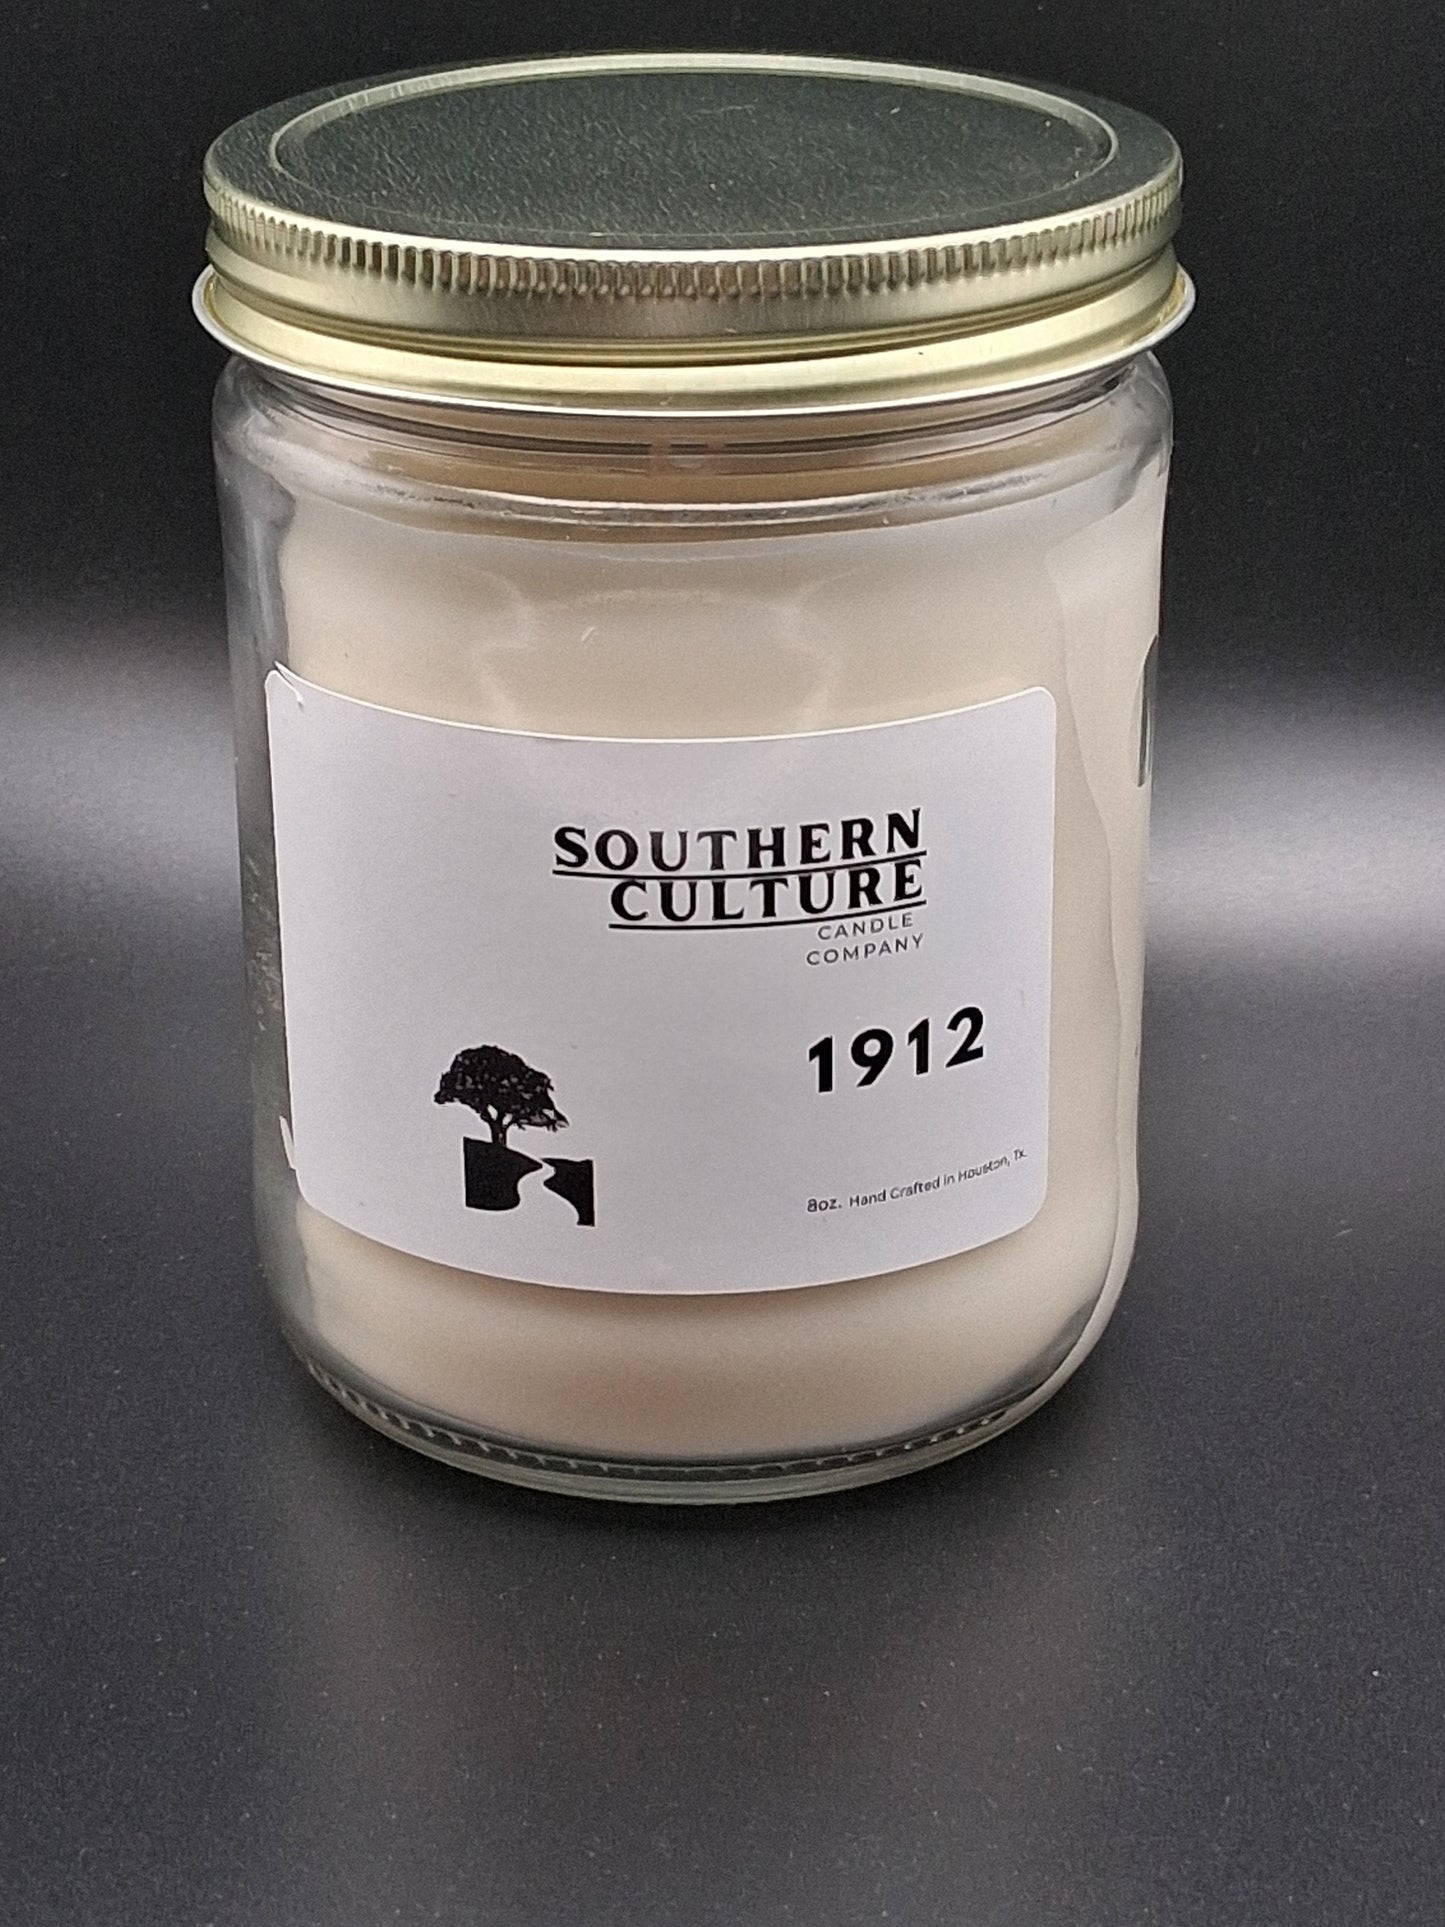 SOUTHERN
CULTURE
CANDLE
COMPANY
1912
8oz. Hand Crafted in Houston, Tx.